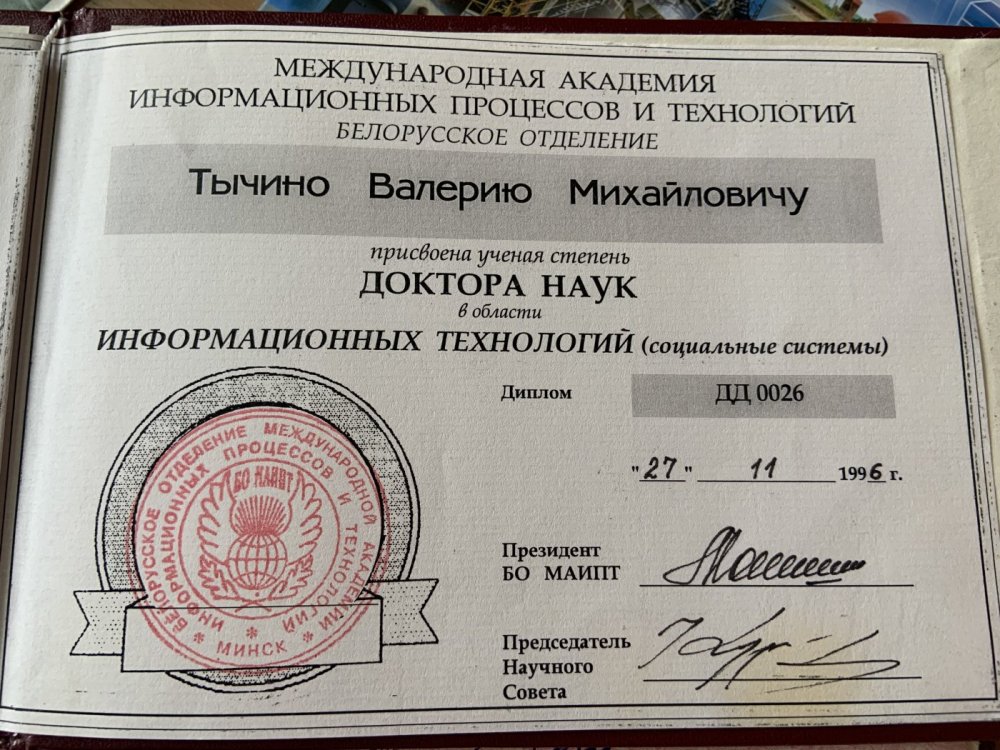 МЕЖДУНАРОДНАЯ АКАДЕМИЯ
ИНФОРМАЦИОННЫХ ПРОЦЕССОВ И ТЕХНОЛОГИЙ
БЕЛОРУССКОЕ ОТДЕЛЕНИЕ
Тычино Валерию Михайловичу
присвоена ученая степень
ДОКТОРА НАУК
в области
ИНФОРМАЦИОННЫХ ТЕХНОЛОГИЙ (социальные системы)
Диплом ДД 0026
"27" 11 1996 г.
Президент
БО МАИПТ
Председатель
Научного
Совета
БЕЛОРУССКОЕ ОТДЕЛЕНИЕ МЕЖДУНАРОДНОЙ АКАДЕМИИ
ИНФОРМАЦИОННЫХ ПРОЦЕССОВ И ТЕХНОЛОГИЙ
БО МАИПТ
* МИНСК *